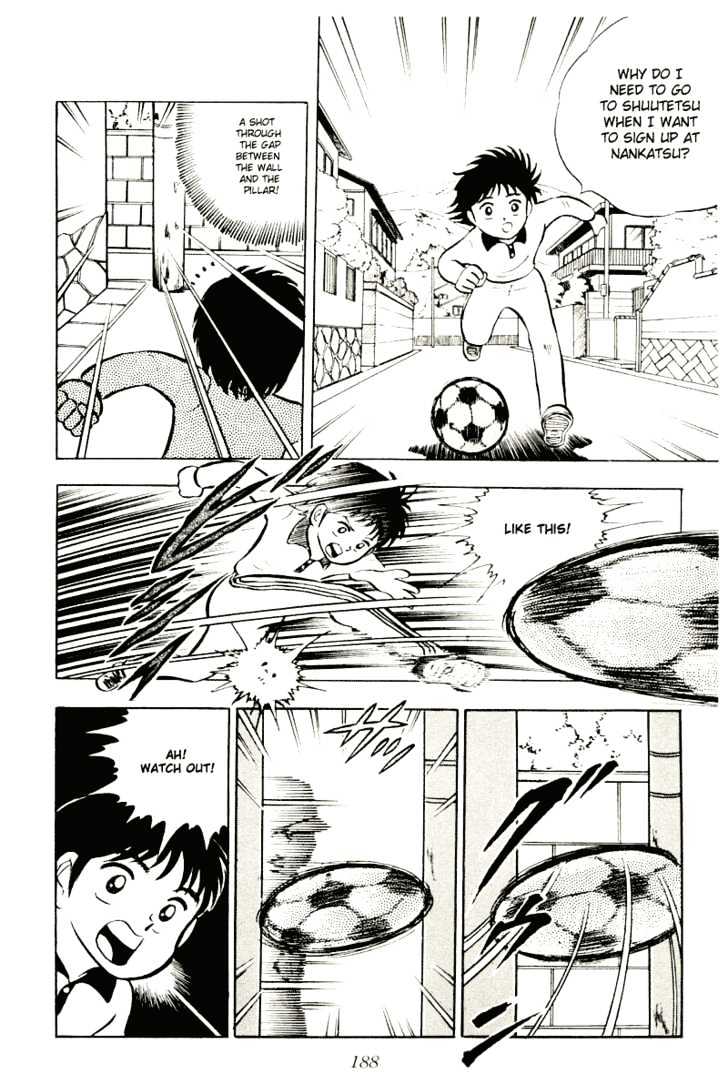 WHY DO I
NEED TO GO
TO SHUUTETSU
WHEN I WANT
TO SIGN UP AT
NANKATSU?
A SHOT
THROUGH
THE GAP
BETWEEN
THE WALL
AND THE
PILLAR!
LIKE THIS!
AH!
WATCH OUT!
188